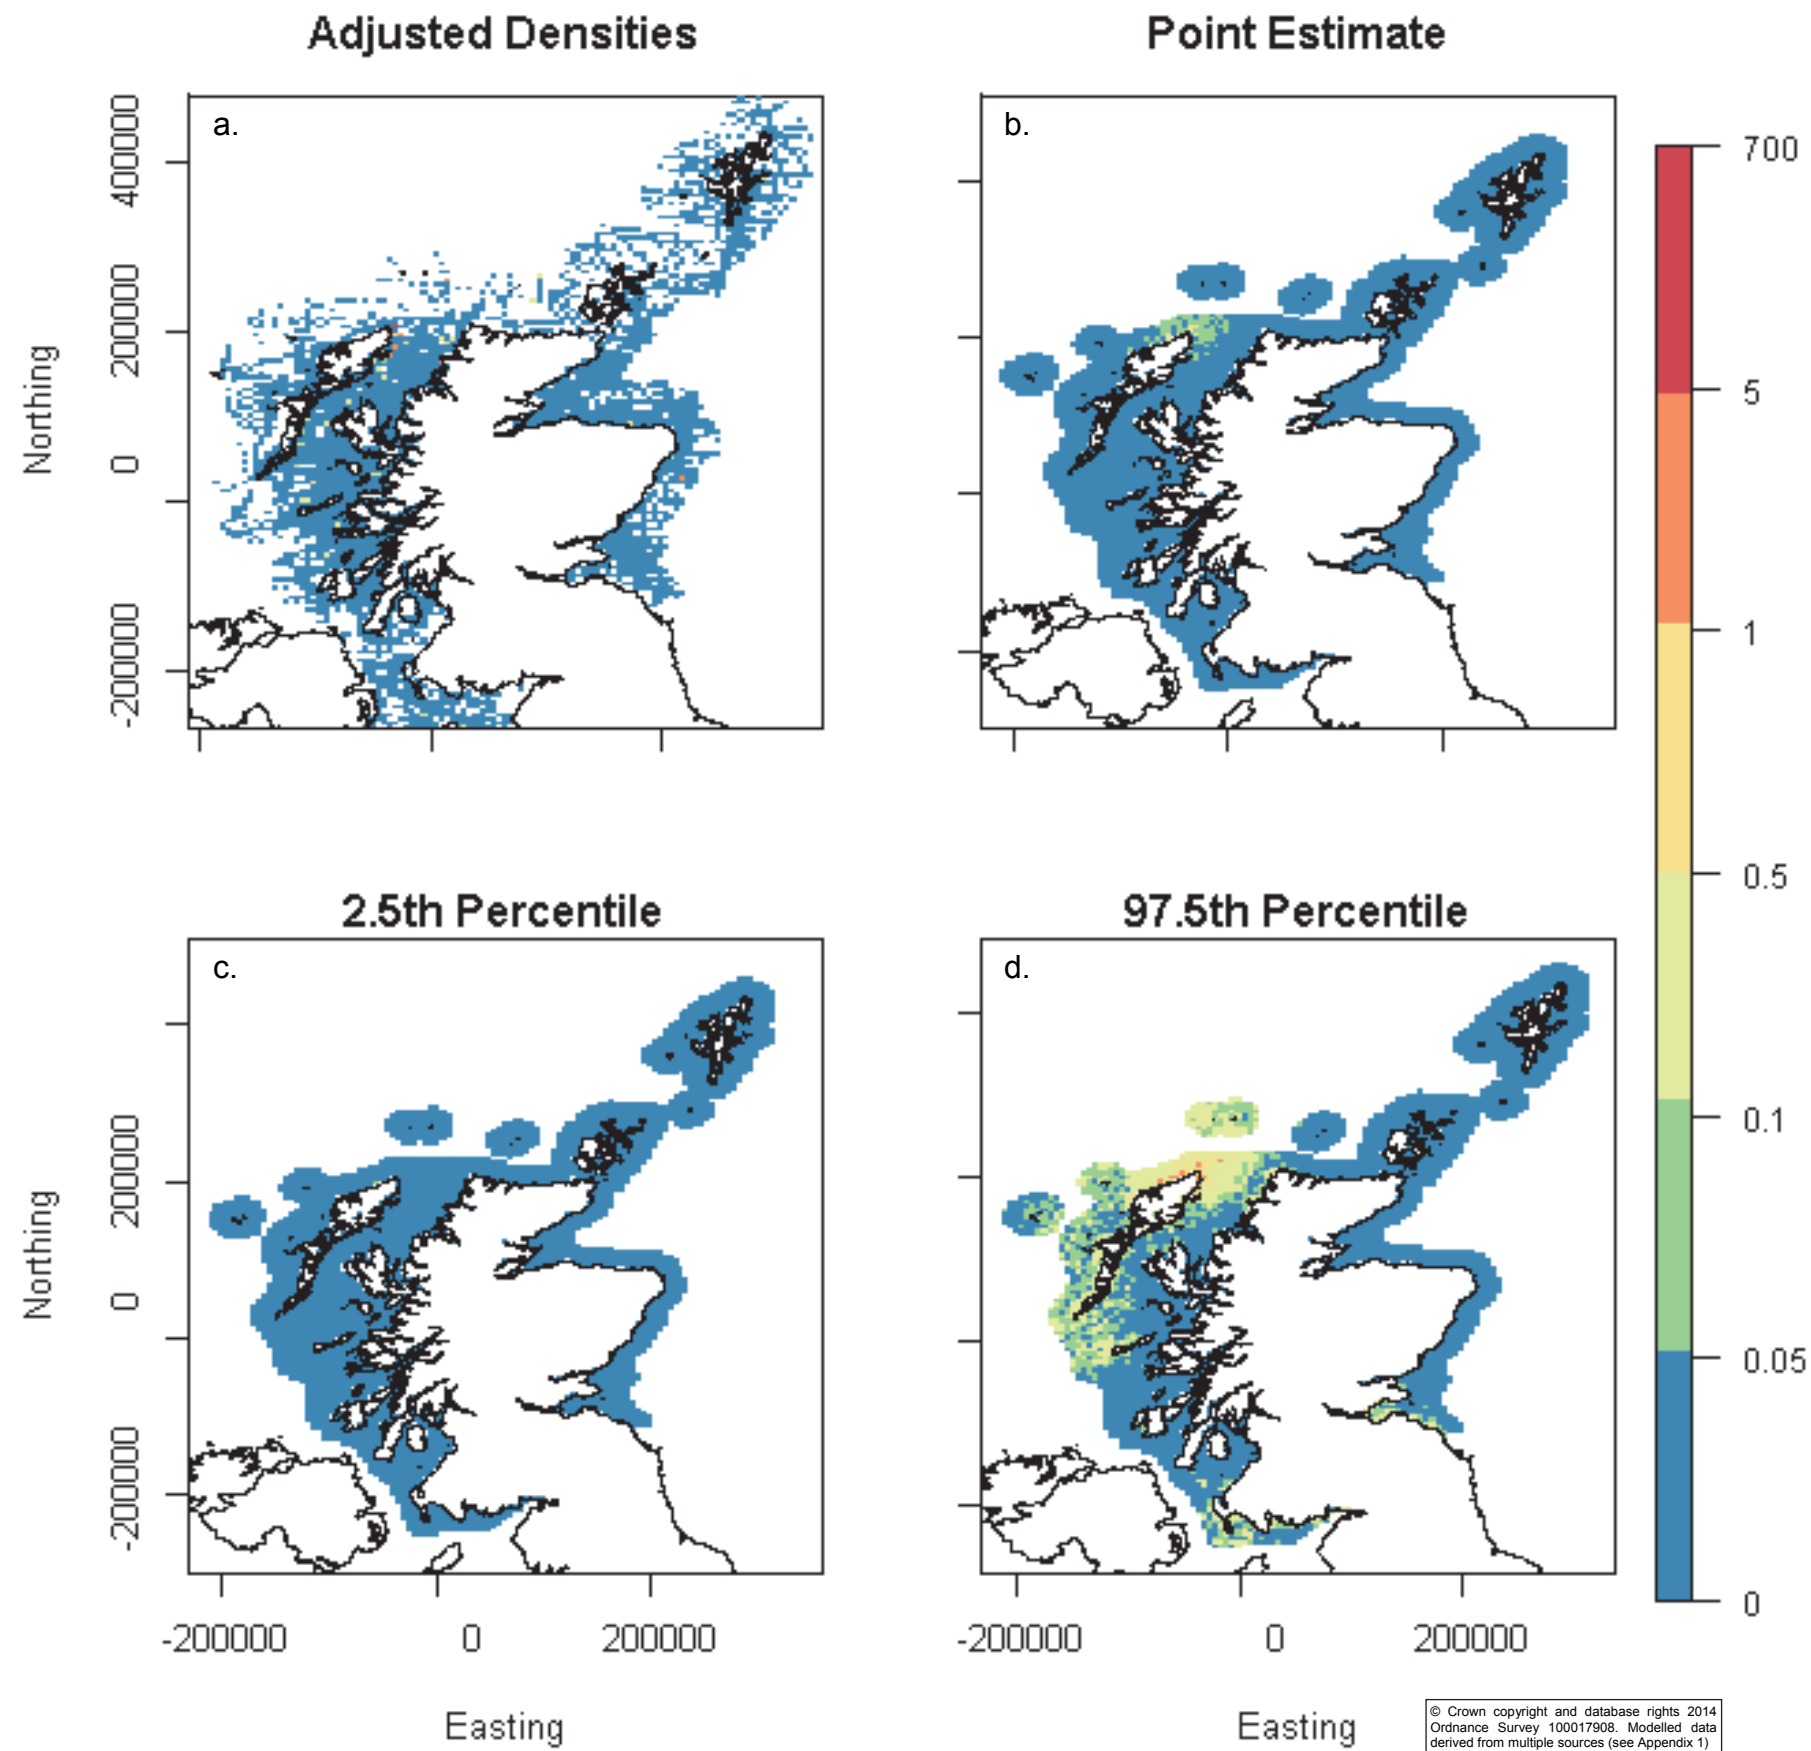 Adjusted Densities
Point Estimate
a.
b.
Northing
400000
200000
0
-200000
700
5
1
0.5
0.1
0.05
0
2.5th Percentile
97.5th Percentile
c.
d.
Northing
200000
0
-200000
-200000
0
200000
-2000000
0
200000
Easting
Easting
© Crown copyright and database rights 2014
Ordnance Survey 100017908. Modelled data
derived from multiple sources (see Appendix 1)